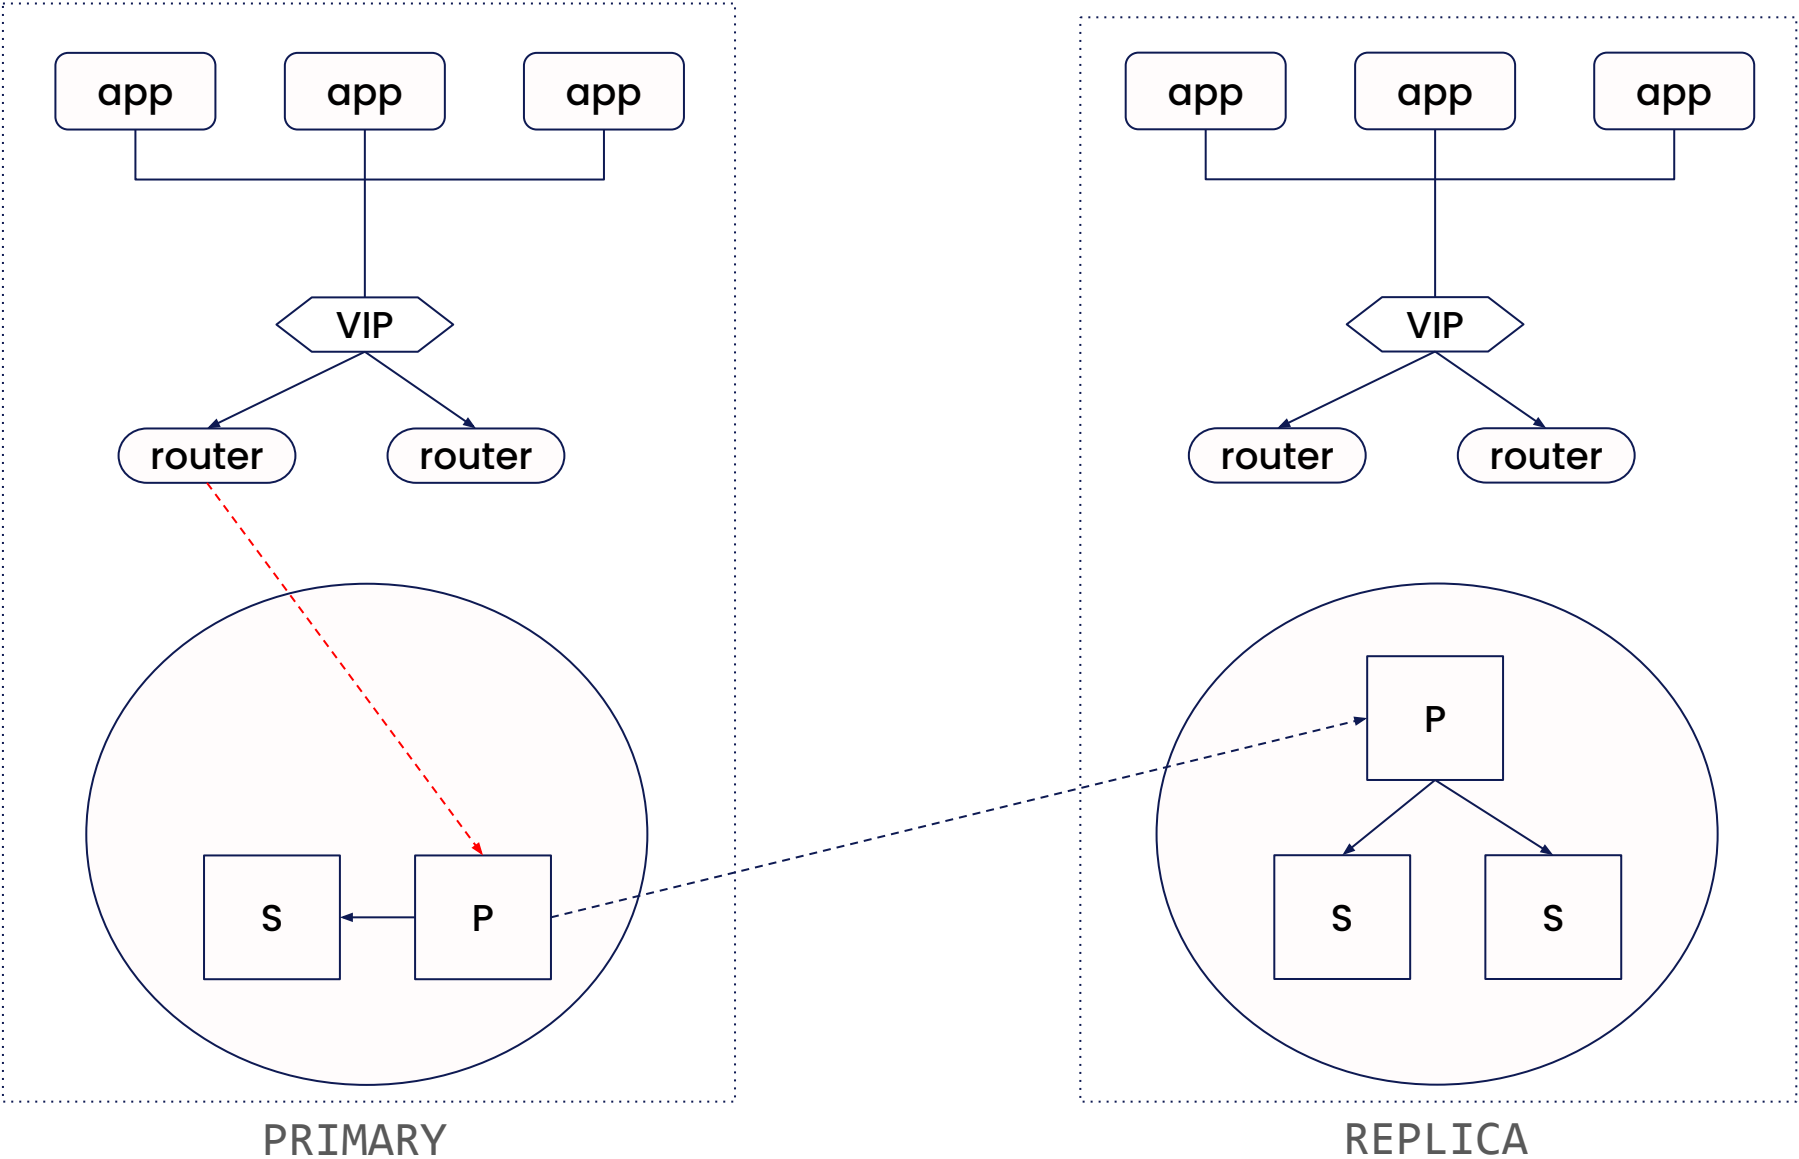 app app app
VIP
router router
S P
PRIMARY
app app app
VIP
router router
P
S S
REPLICA